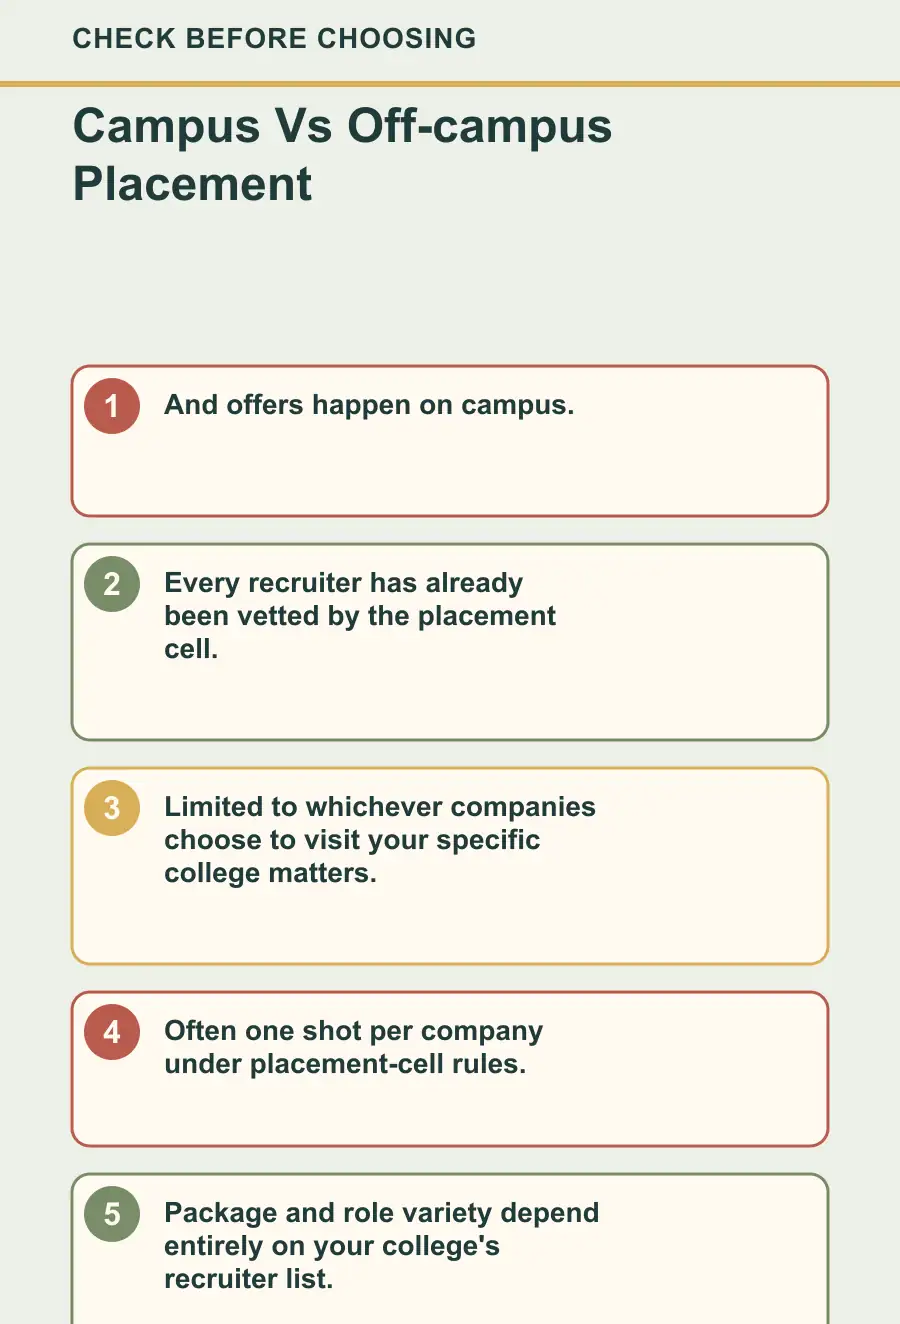 CHECK BEFORE CHOOSING
Campus Vs Off-campus
Placement
1
And offers happen on campus.
2
Every recruiter has already
been vetted by the placement
cell.
3
Limited to whichever companies
choose to visit your specific
college matters.
4
Often one shot per company
under placement-cell rules.
5
Package and role variety depend
entirely on your college's
recruiter list.